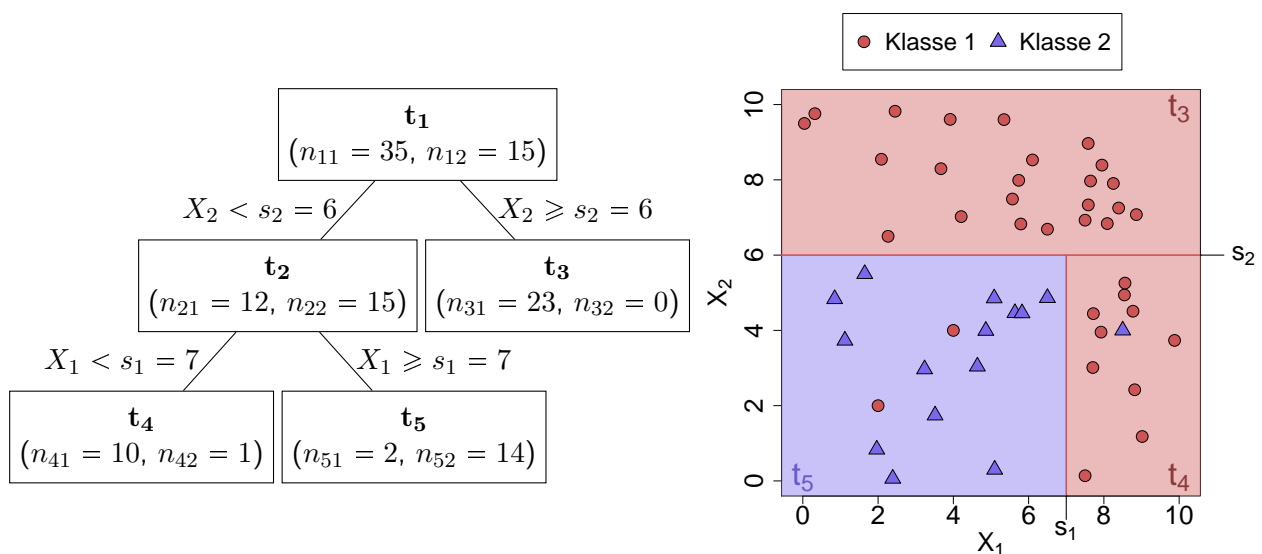 t₁
(n₁₁ = 35, n₁₂ = 15)
X₂ < s₂ = 6
X₂ ⩾ s₂ = 6
t₂
(n₂₁ = 12, n₂₂ = 15)
t₃
(n₃₁ = 23, n₃₂ = 0)
X₁ < s₁ = 7
X₁ ⩾ s₁ = 7
t₄
(n₄₁ = 10, n₄₂ = 1)
t₅
(n₅₁ = 2, n₅₂ = 14)
Klasse 1 Klasse 2
t₃
10
8
6
4
2
0
X₂
s₂
t₅
t₄
0 2 4 6 8 10
s₁
X₁